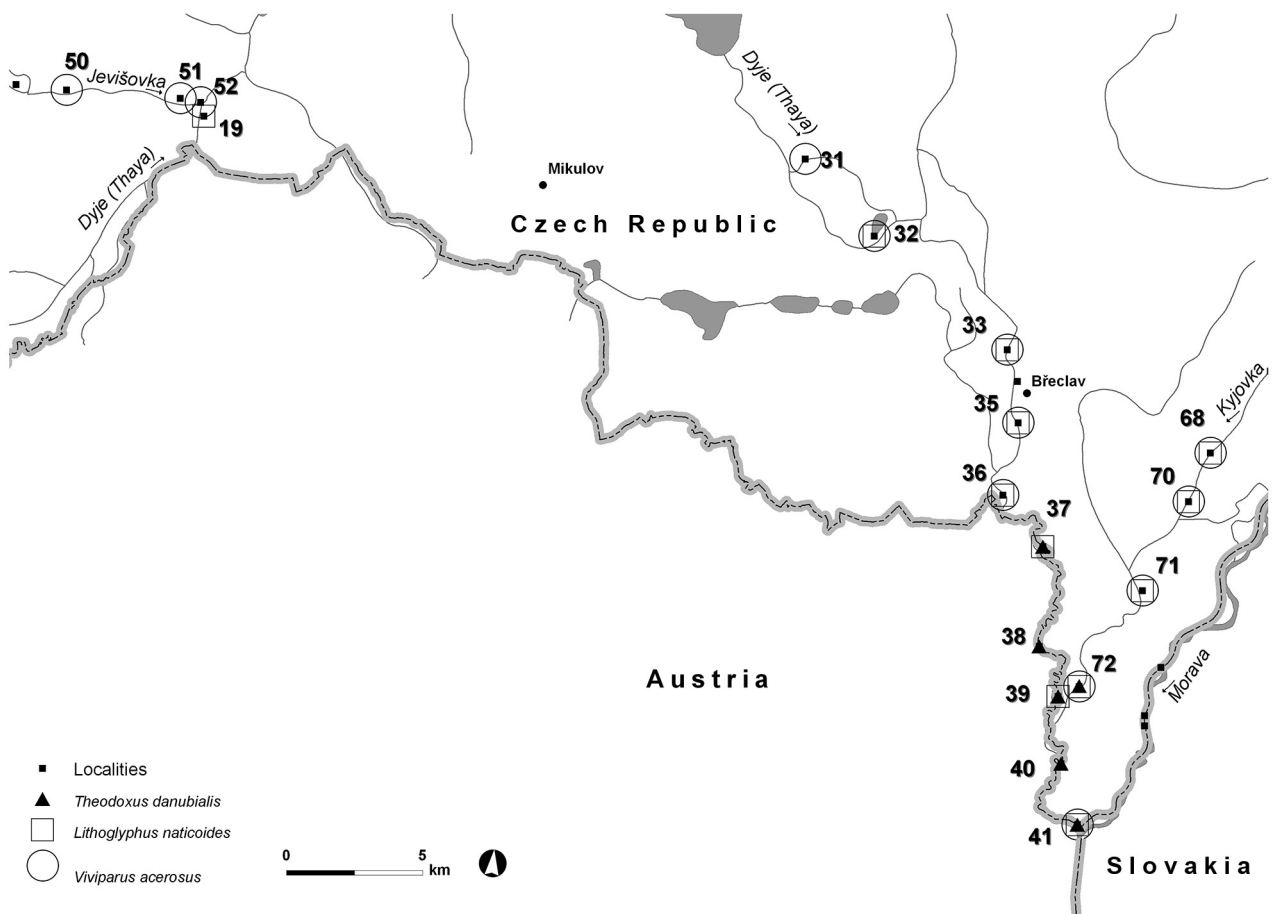 50
Jevišovka
51
52
19
Dyje (Thaya)
Dyje (Thaya)
31
Mikulov
Czech Republic
32
33
Břeclav
35
Kyjovka
68
36
70
37
71
38
72
39
Morava
Austria
40
41
Slovakia
Localities
Theodoxus danubialis
Lithoglyphus naticoides
Viviparus acerosus
0 5
km